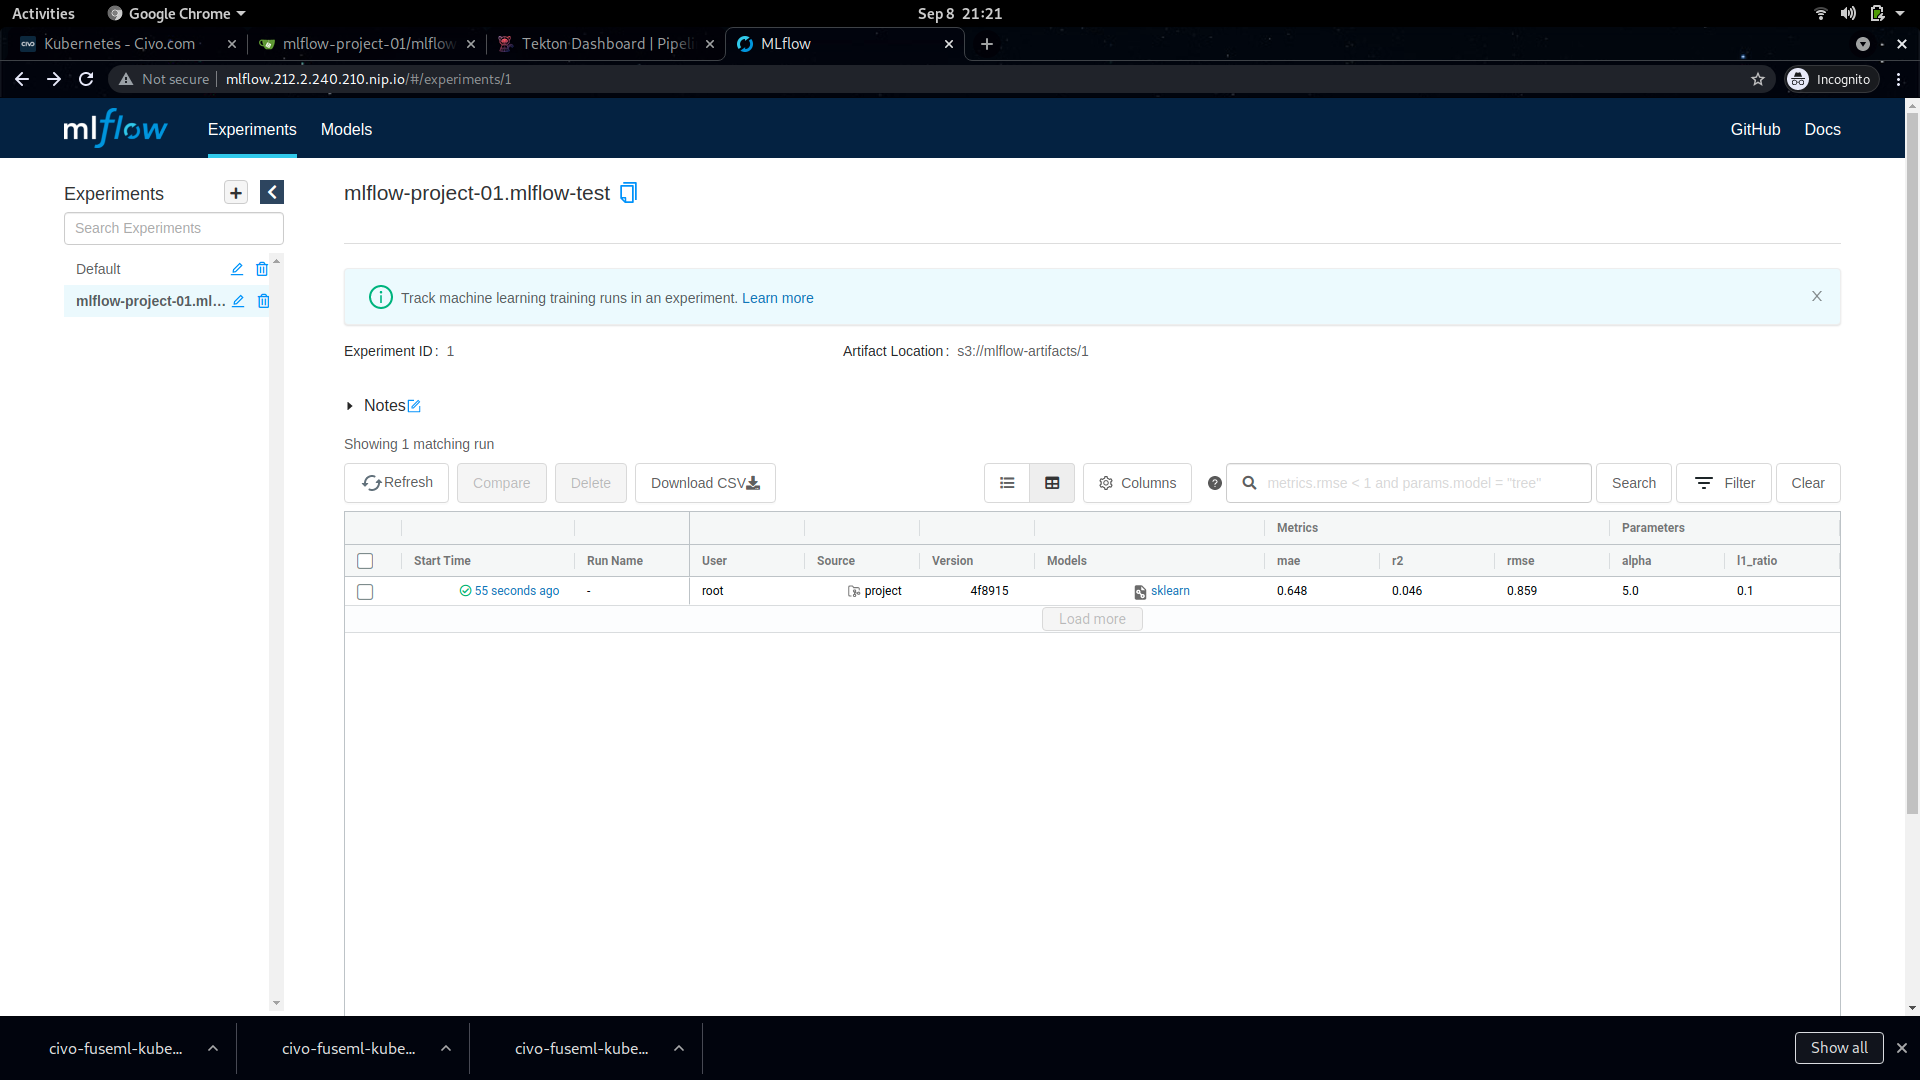 Activities Google Chrome Sep 8 21:21
Kubernetes - Civo.com mlflow-project-01/mlflow Tekton Dashboard | Pipeli MLflow
Not secure mlflow.212.2.240.210.nip.io/#/experiments/1 Incognito
mlflow Experiments Models GitHub Docs
Experiments
mlflow-project-01.mlflow-test
Search Experiments
Default
mlflow-project-01.ml...
Track machine learning training runs in an experiment. Learn more
Experiment ID: 1 Artifact Location: s3://mlflow-artifacts/1
Notes
Showing 1 matching run
Refresh Compare Delete Download CSV Columns metrics.rmse < 1 and params.model = "tree" Search Filter Clear
Metrics Parameters
Start Time Run Name User Source Version Models mae r2 rmse alpha l1_ratio
55 seconds ago - root project 4f8915 sklearn 0.648 0.046 0.859 5.0 0.1
Load more
civo-fuseml-kube... civo-fuseml-kube... civo-fuseml-kube... Show all